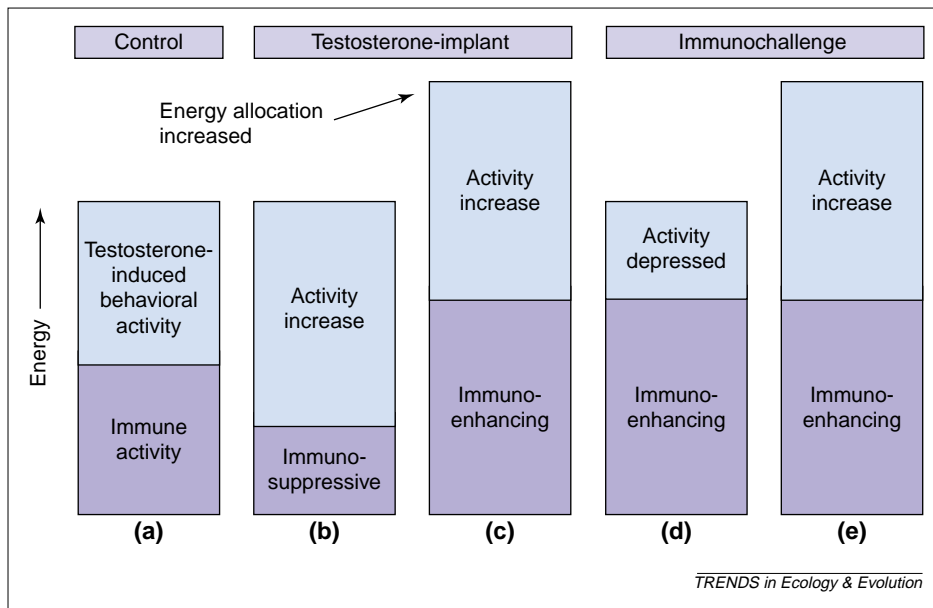 Control
Testosterone-implant
Immunochallenge
Energy allocation
increased
Energy
Testosterone-
induced
behavioral
activity
Immune
activity
(a)
Activity
increase
Immuno-
suppressive
(b)
Activity
increase
Immuno-
enhancing
(c)
Activity
depressed
Immuno-
enhancing
(d)
Activity
increase
Immuno-
enhancing
(e)
TRENDS in Ecology & Evolution